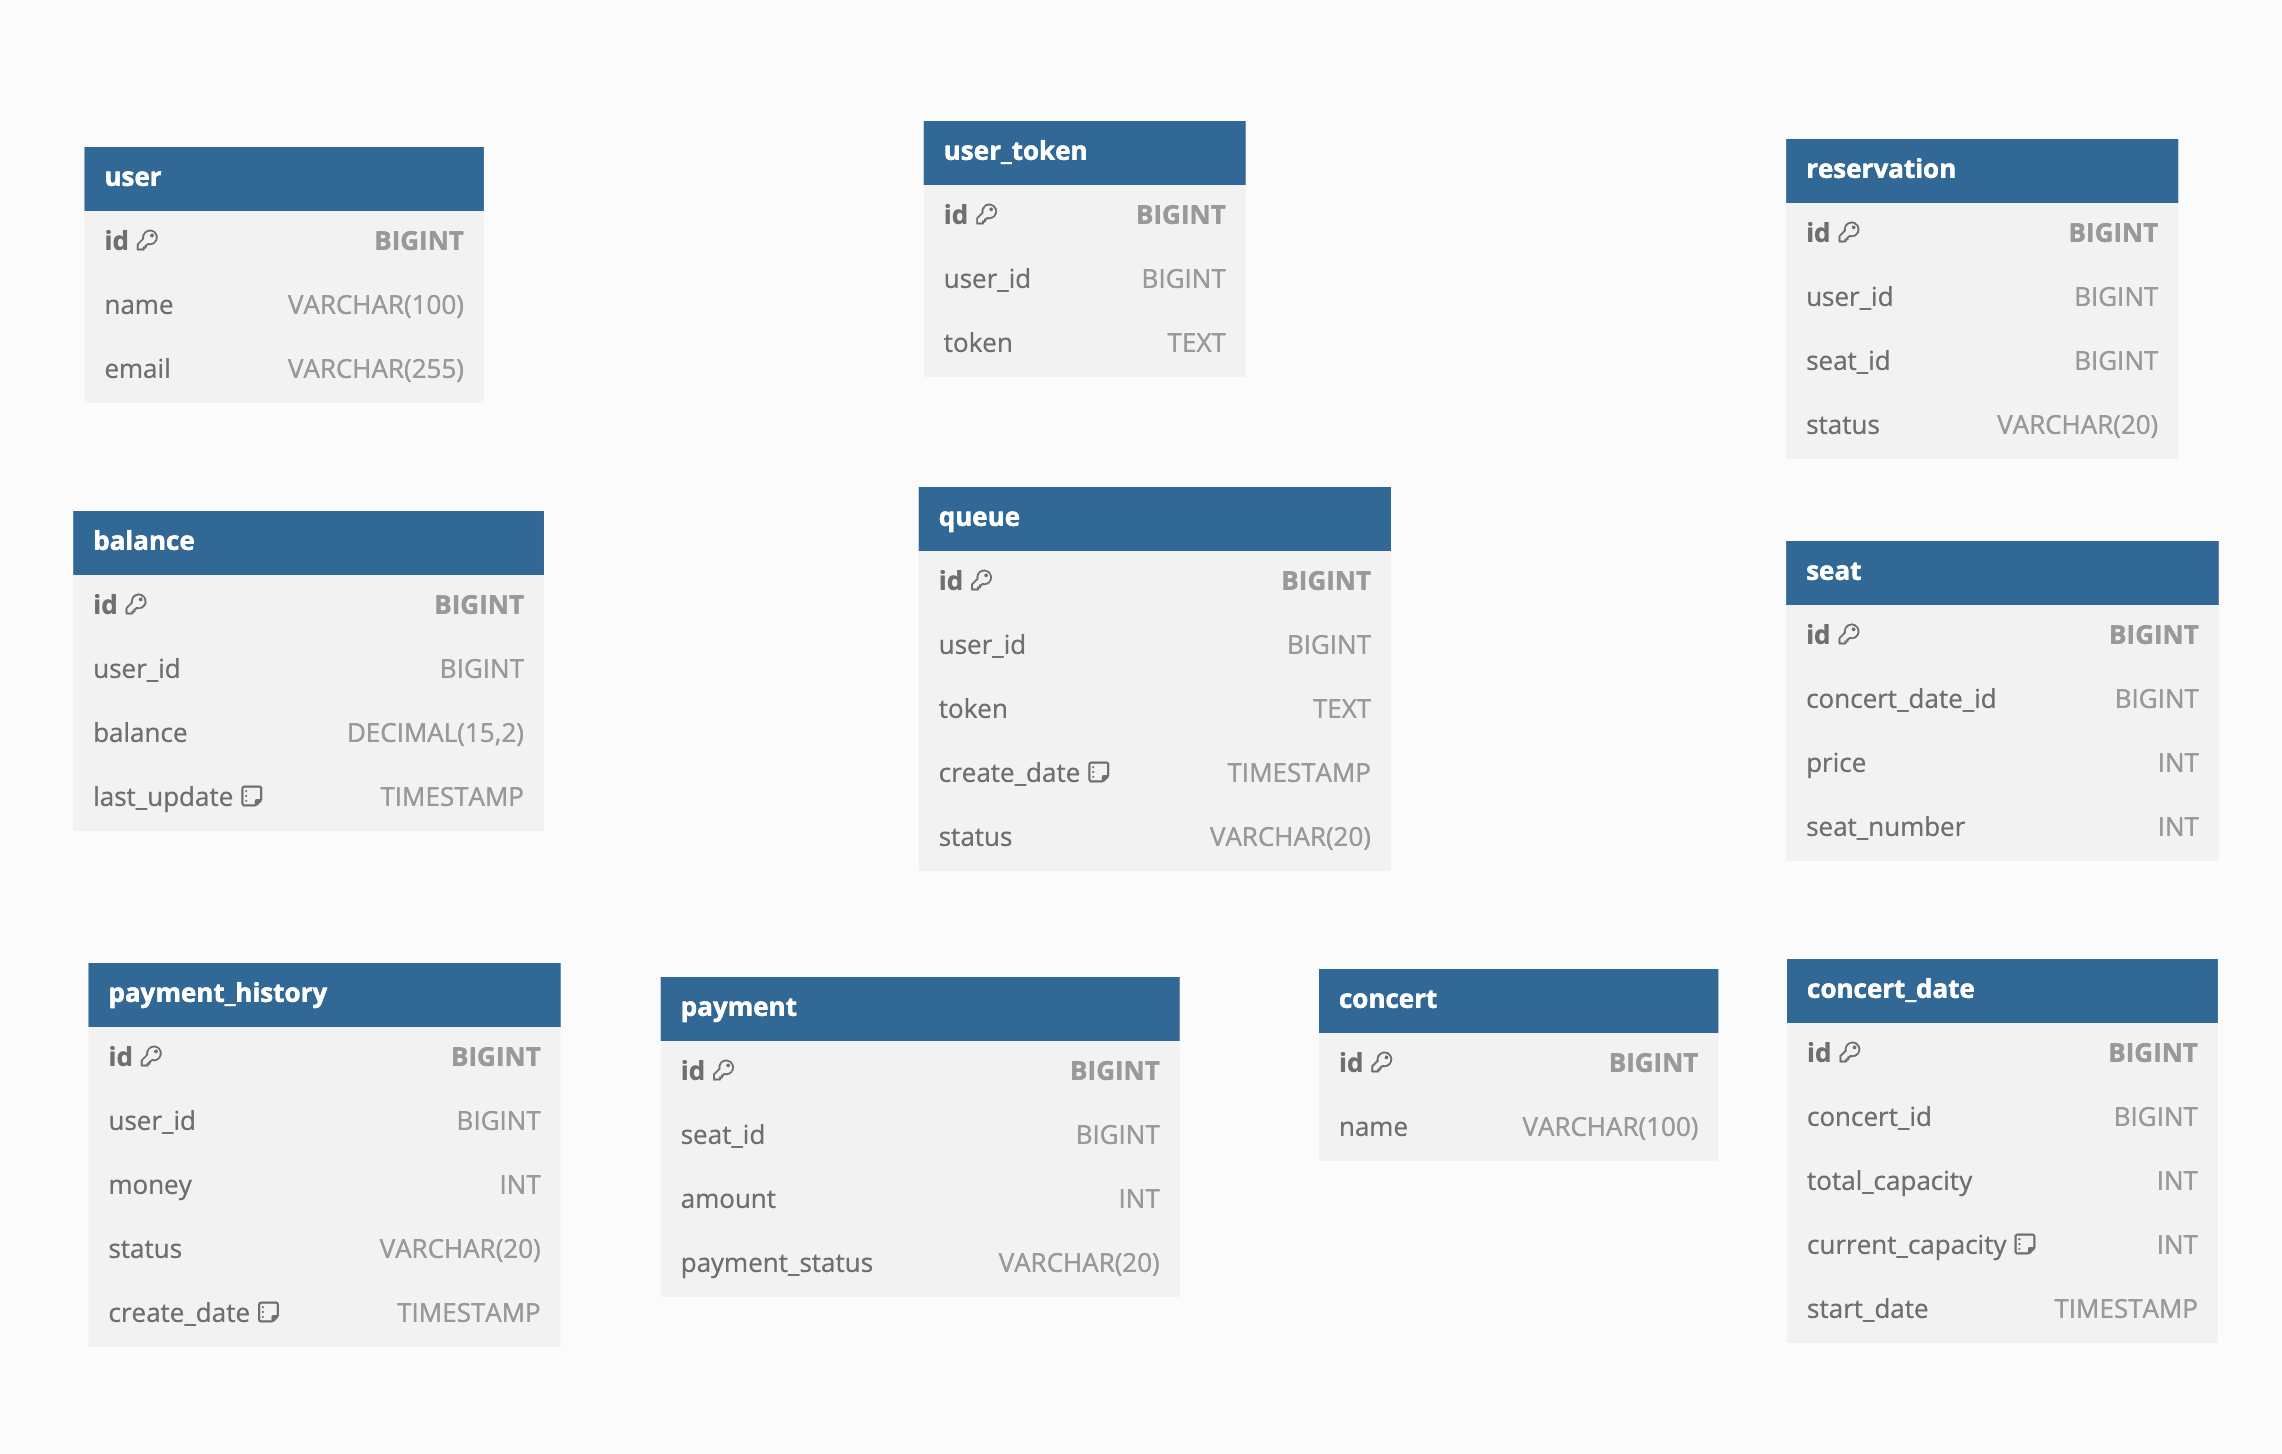 user
id BIGINT
name VARCHAR(100)
email VARCHAR(255)
user_token
id BIGINT
user_id BIGINT
token TEXT
reservation
id BIGINT
user_id BIGINT
seat_id BIGINT
status VARCHAR(20)
balance
id BIGINT
user_id BIGINT
balance DECIMAL(15,2)
last_update TIMESTAMP
queue
id BIGINT
user_id BIGINT
token TEXT
create_date TIMESTAMP
status VARCHAR(20)
seat
id BIGINT
concert_date_id BIGINT
price INT
seat_number INT
payment_history
id BIGINT
user_id BIGINT
money INT
status VARCHAR(20)
create_date TIMESTAMP
payment
id BIGINT
seat_id BIGINT
amount INT
payment_status VARCHAR(20)
concert
id BIGINT
name VARCHAR(100)
concert_date
id BIGINT
concert_id BIGINT
total_capacity INT
current_capacity INT
start_date TIMESTAMP